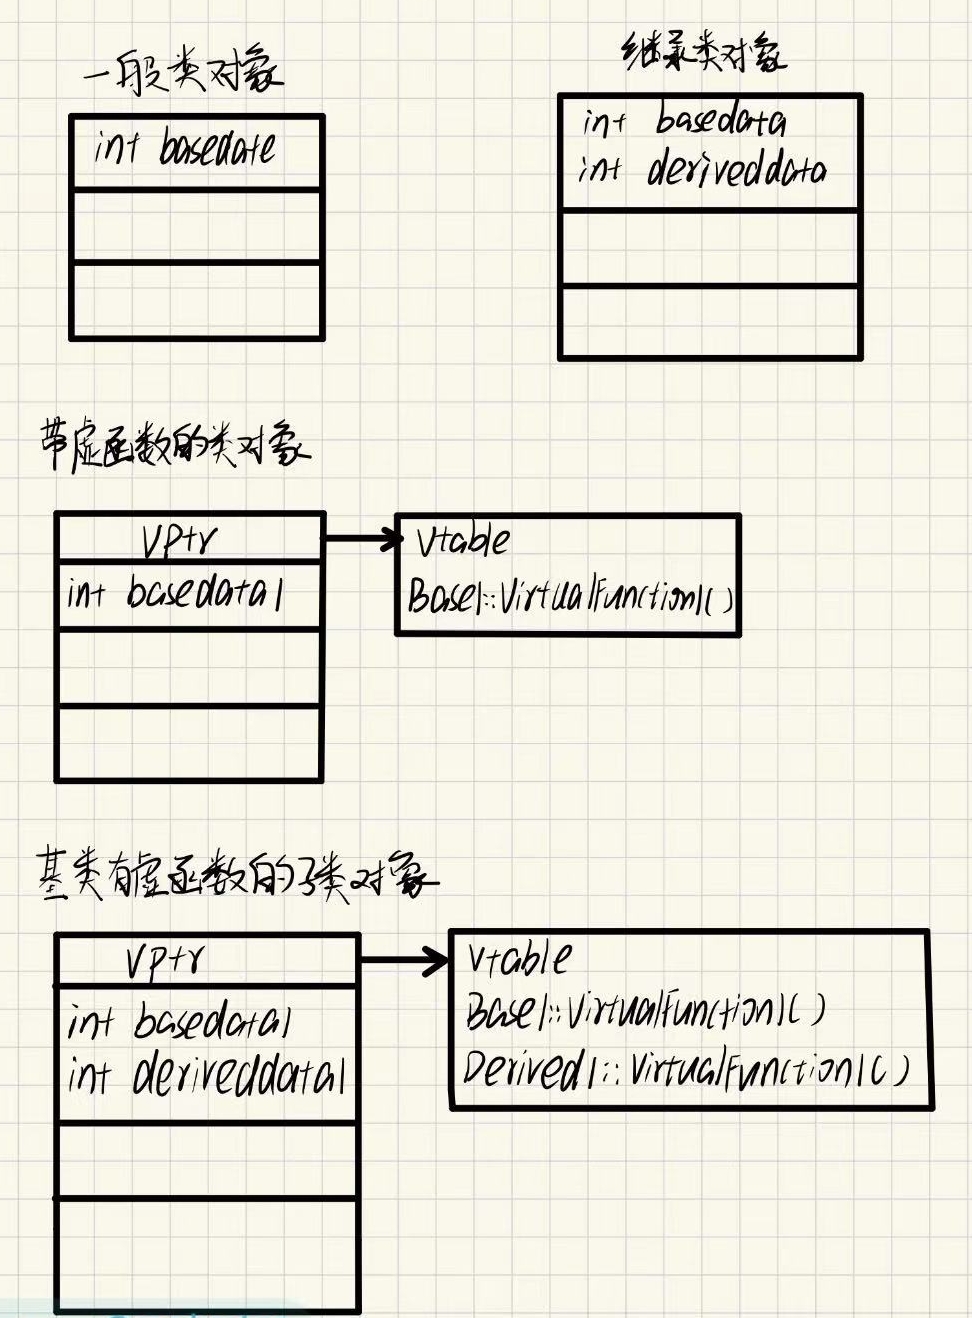 一般类对象
int basedate
继承类对象
int basedata
int deriveddata
带虚函数的类对象
Vptr
int basedata1
Vtable
Base1::VirtualFunction1()
基类有虚函数的子类对象
Vptr
int basedata1
int deriveddata1
Vtable
Base1::VirtualFunction1()
Derived1::VirtualFunction1()